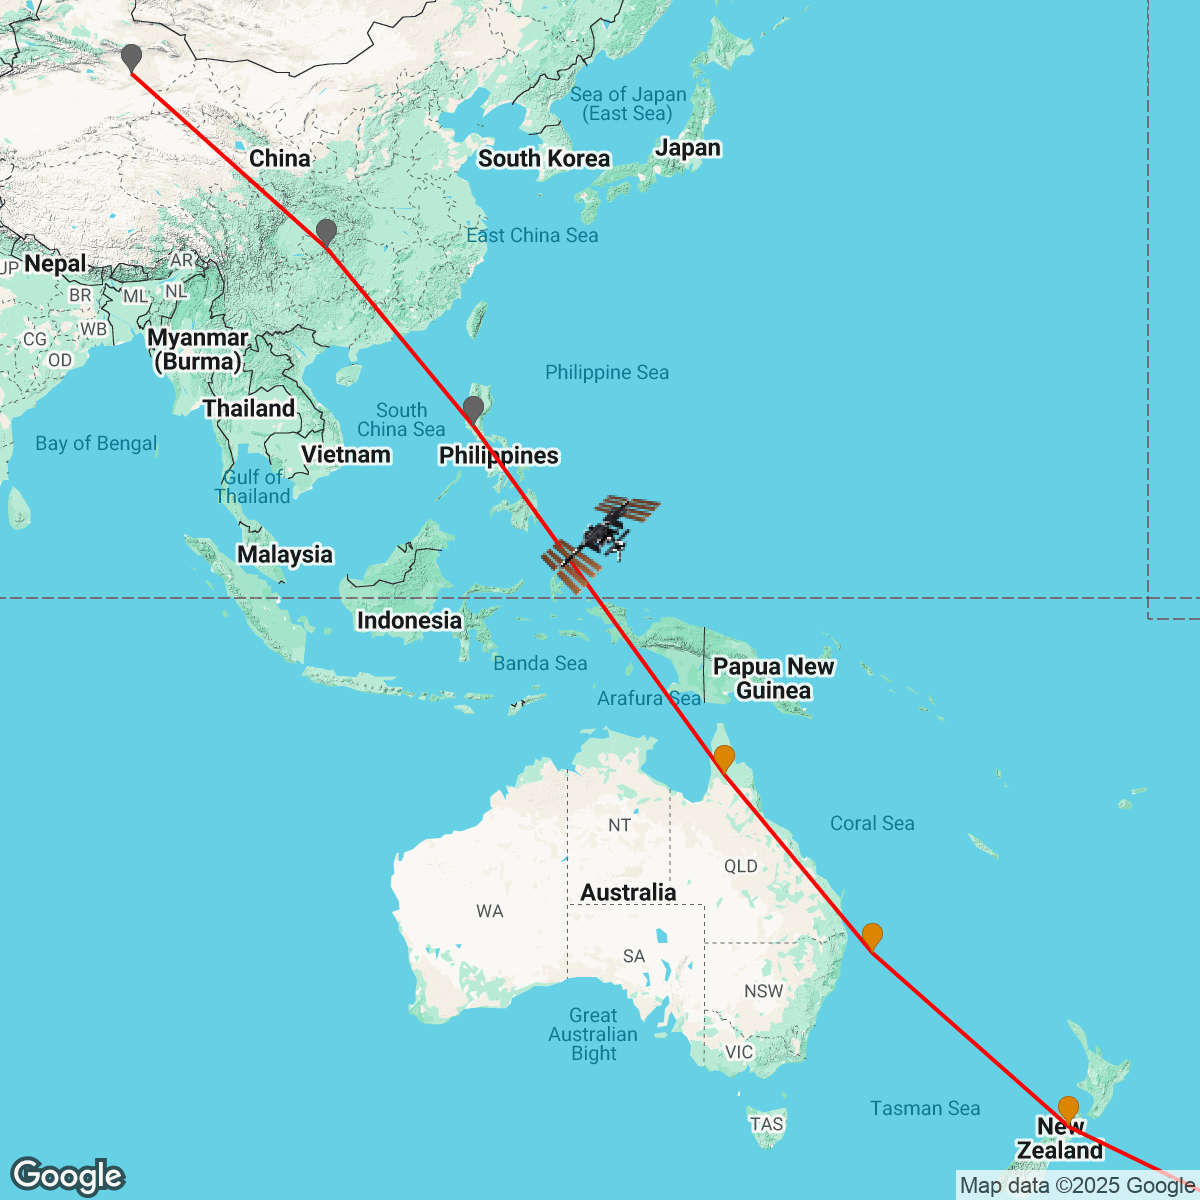 Sea of Japan
(East Sea)
Japan
China
South Korea
East China Sea
Nepal
UP
AR
BR
ML
NL
WB
CG
OD
Myanmar
(Burma)
Philippine Sea
Thailand
South
China Sea
Bay of Bengal
Vietnam
Philippines
Gulf of
Thailand
Malaysia
Indonesia
Banda Sea
Papua New
Guinea
Arafura Sea
NT
Coral Sea
QLD
Australia
WA
SA
NSW
Great
Australian
Bight
VIC
Tasman Sea
TAS
New
Zealand
Google
Map data ©2025 Google